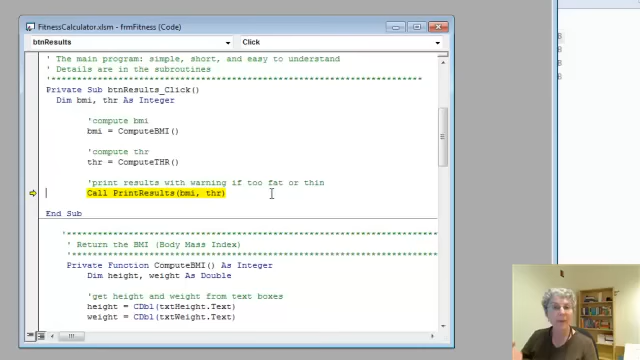 FitnessCalculator.xlsm - frmFitness (Code)
btnResults Click
' The main program: simple, short, and easy to understand
' Details are in the subroutines
'*********************************************************************
Private Sub btnResults_Click()
Dim bmi, thr As Integer
'compute bmi
bmi = ComputeBMI()
'compute thr
thr = ComputeTHR()
'print results with warning if too fat or thin
Call PrintResults(bmi, thr)
End Sub
'*********************************************************************
' Return the BMI (Body Mass Index)
'*********************************************************************
Private Function ComputeBMI() As Integer
Dim height, weight As Double
'get height and weight from text boxes
height = CDbl(txtHeight.Text)
weight = CDbl(txtWeight.Text)